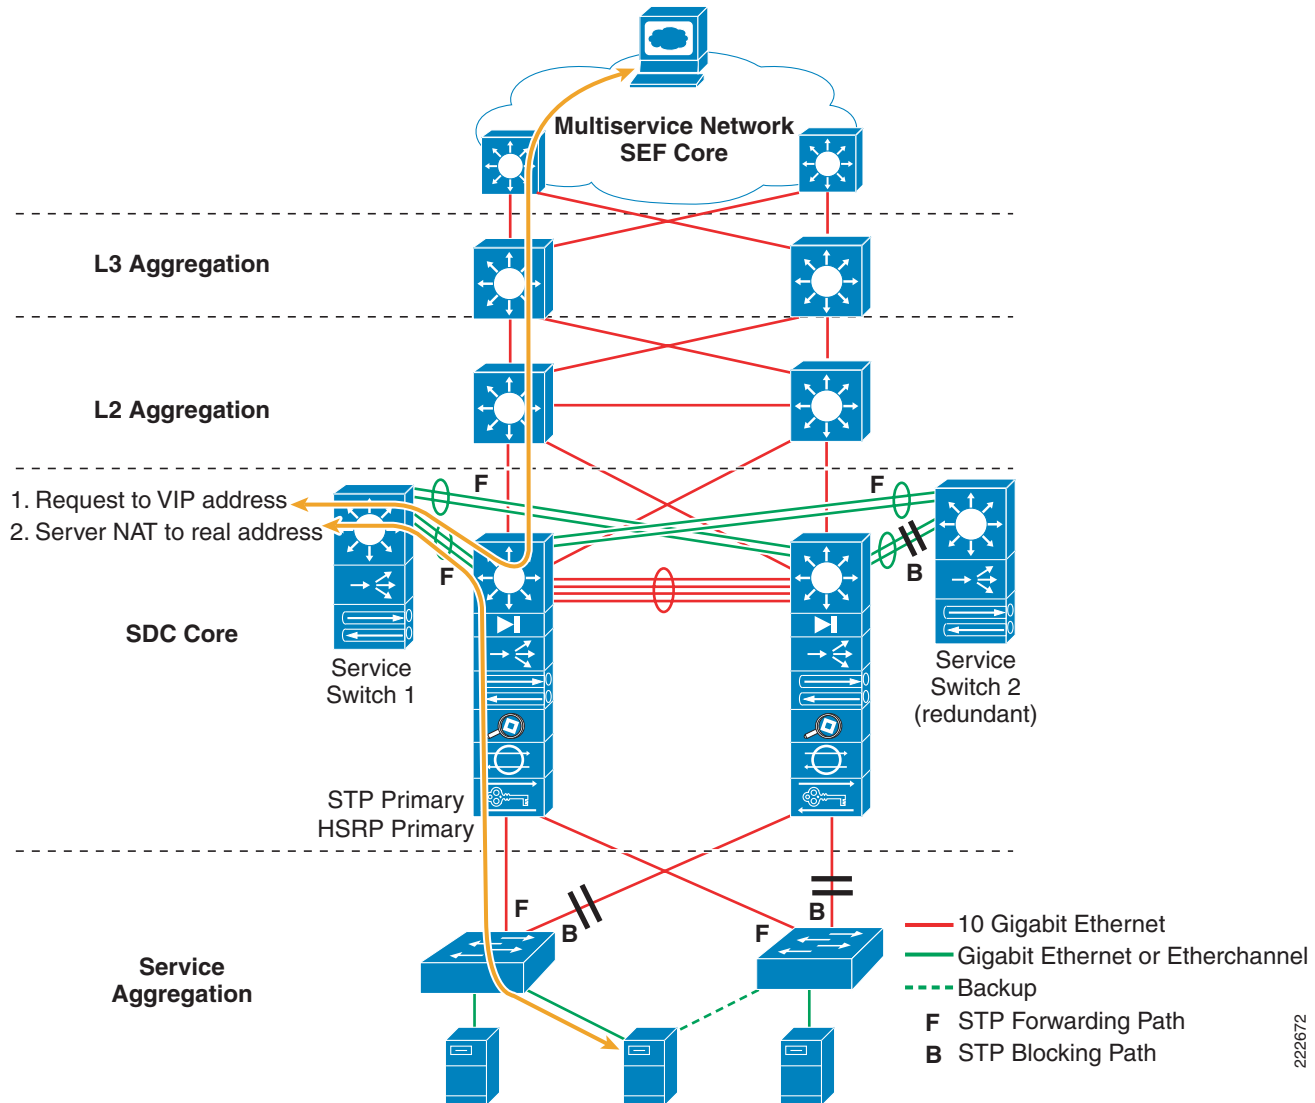 Multiservice Network
SEF Core
L3 Aggregation
L2 Aggregation
F
F
1. Request to VIP address
2. Server NAT to real address
F
B
SDC Core
Service
Switch 1
Service
Switch 2
(redundant)
STP Primary
HSRP Primary
F
B
F
B
Service
Aggregation
10 Gigabit Ethernet
Gigabit Ethernet or Etherchannel
Backup
F STP Forwarding Path
B STP Blocking Path
222672